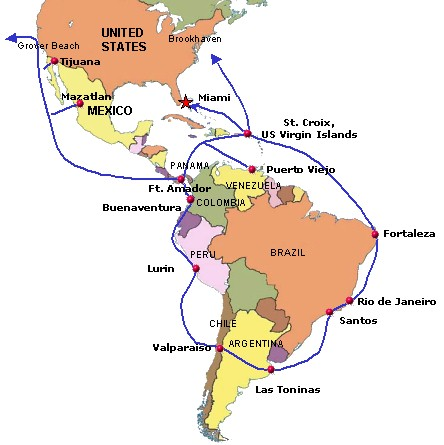 Grover Beach
UNITED
STATES
Brookhaven
Tijuana
Mazatlan
MEXICO
Miami
St. Croix,
US Virgin Islands
PANAMA
Puerto Viejo
Ft. Amador
VENEZUELA
Buenaventura
COLOMBIA
Fortaleza
PERU
BRAZIL
Lurin
Rio de Janeiro
Santos
CHILE
Valparaiso
ARGENTINA
Las Toninas